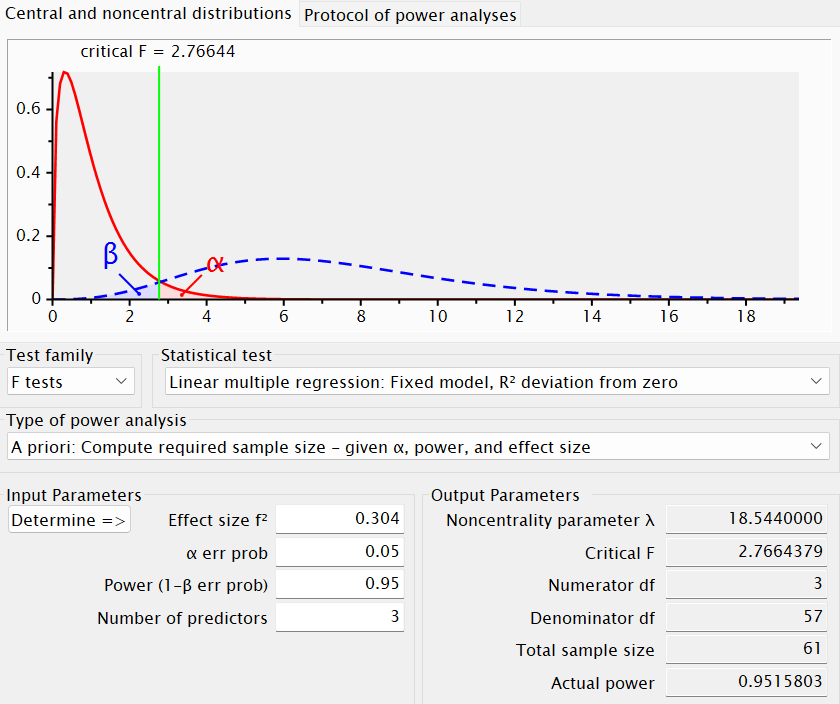 Central and noncentral distributions Protocol of power analyses
critical F = 2.76644
0.6
0.4
0.2
0
β
α
0 2 4 6 8 10 12 14 16 18
Test family Statistical test
F tests Linear multiple regression: Fixed model, R² deviation from zero
Type of power analysis
A priori: Compute required sample size – given α, power, and effect size
Input Parameters Output Parameters
Determine => Effect size f² 0.304 Noncentrality parameter λ 18.5440000
α err prob 0.05 Critical F 2.7664379
Power (1–β err prob) 0.95 Numerator df 3
Number of predictors 3 Denominator df 57
Total sample size 61
Actual power 0.9515803